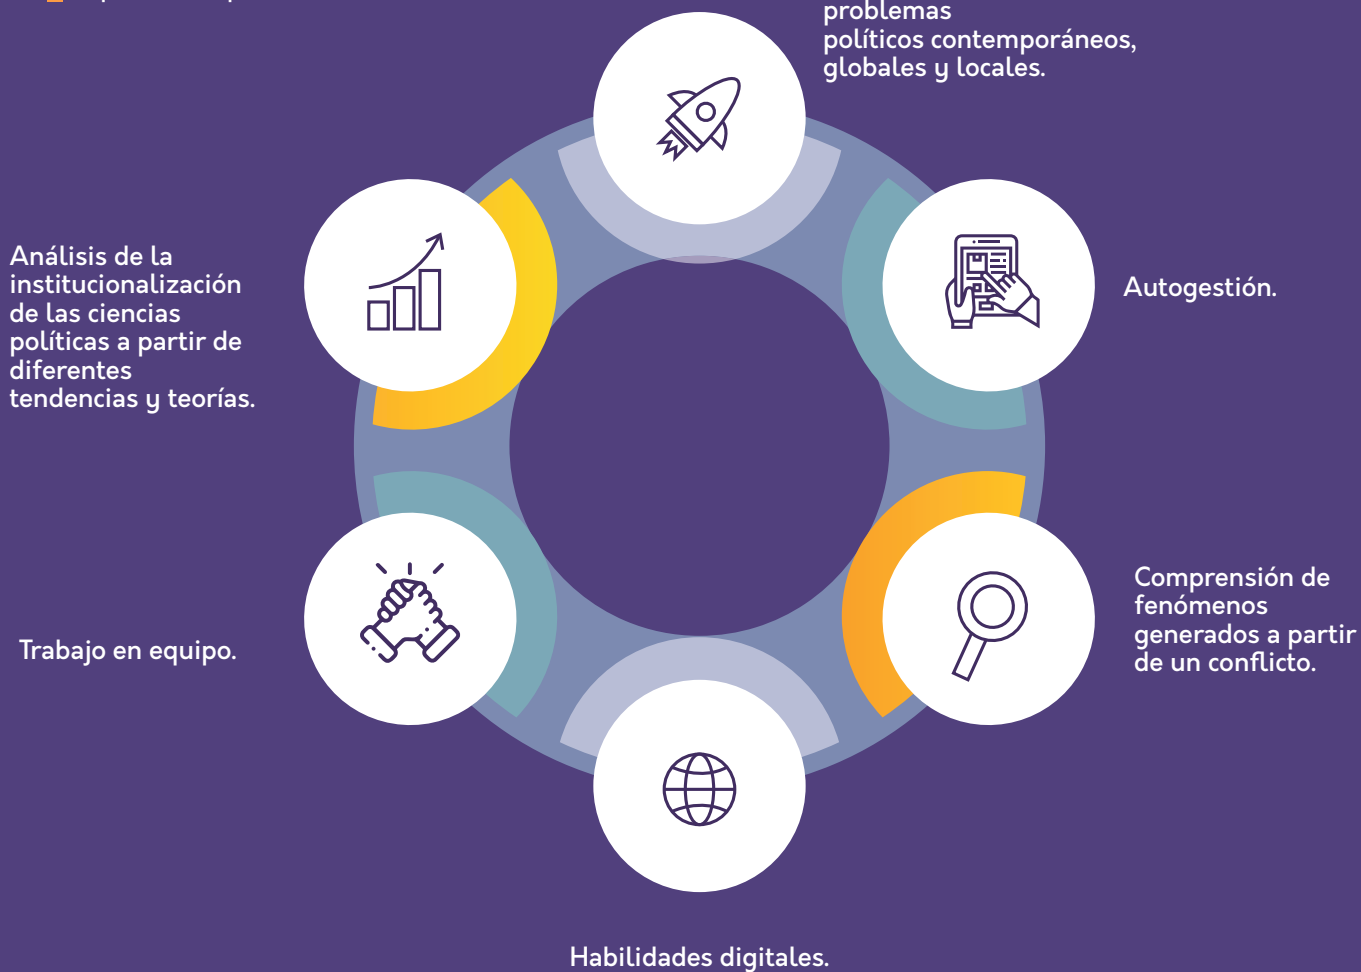 problemas
políticos contemporáneos,
globales y locales.
Análisis de la
institucionalización
de las ciencias
políticas a partir de
diferentes
tendencias y teorías.
Autogestión.
Comprensión de
fenómenos
generados a partir
de un conflicto.
Trabajo en equipo.
Habilidades digitales.